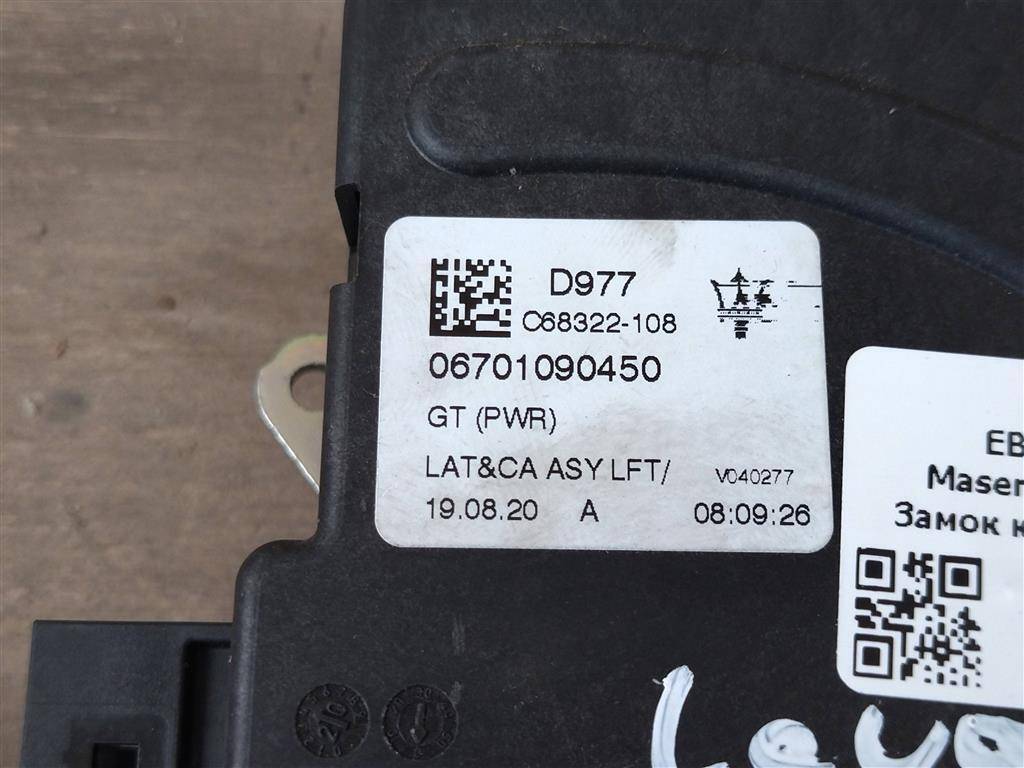 D977
C68322-108
06701090450
GT (PWR)
LAT&CA ASY LFT/ V040277
19.08.20 A 08:09:26
EB
Maser
Замок к